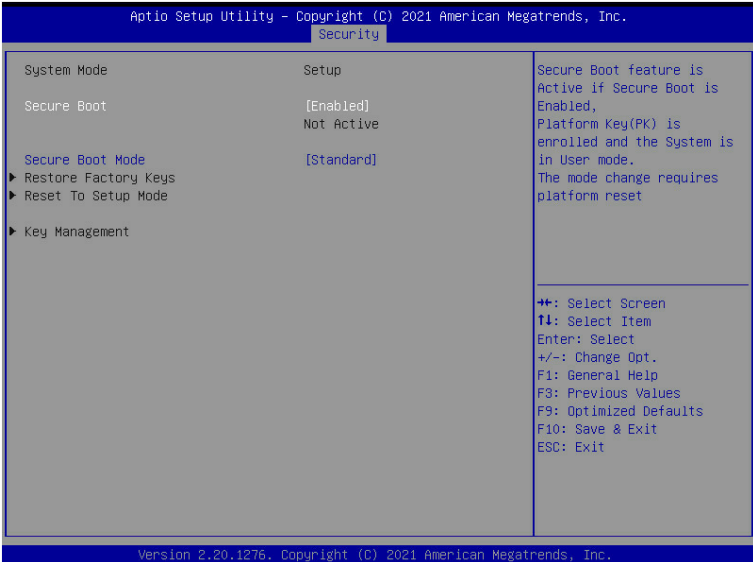 Aptio Setup Utility – Copyright (C) 2021 American Megatrends, Inc.
Security
System Mode Setup
Secure Boot [Enabled]
Not Active
Secure Boot Mode [Standard]
▶ Restore Factory Keys
▶ Reset To Setup Mode
▶ Key Management
Secure Boot feature is
Active if Secure Boot is
Enabled,
Platform Key(PK) is
enrolled and the System is
in User mode.
The mode change requires
platform reset
→←: Select Screen
↑↓: Select Item
Enter: Select
+/-: Change Opt.
F1: General Help
F3: Previous Values
F9: Optimized Defaults
F10: Save & Exit
ESC: Exit
Version 2.20.1276. Copyright (C) 2021 American Megatrends, Inc.